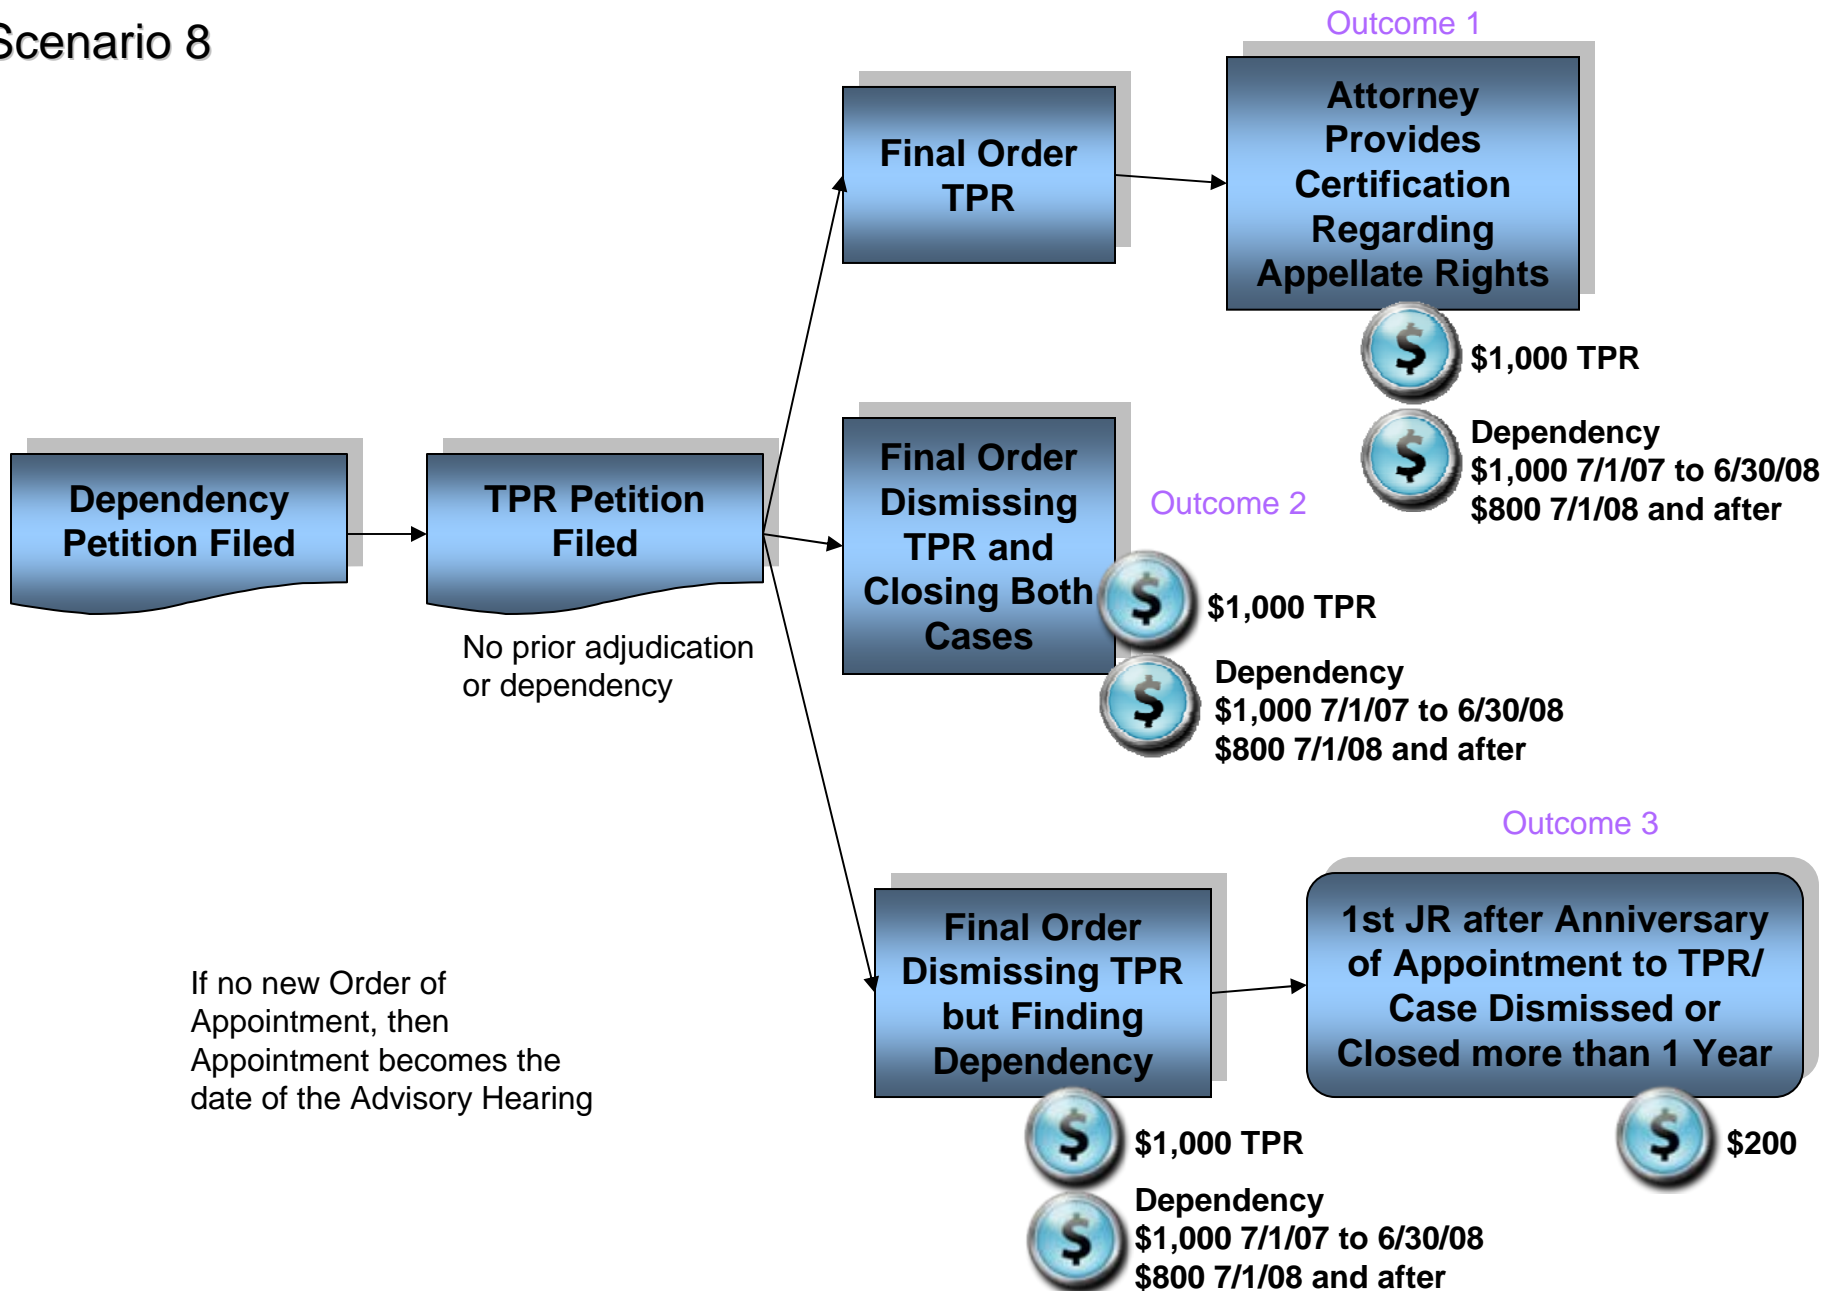 Scenario 8
Outcome 1
Final Order
TPR
Attorney
Provides
Certification
Regarding
Appellate Rights
$
$1,000 TPR
$
Dependency
$1,000 7/1/07 to 6/30/08
$800 7/1/08 and after
Dependency
Petition Filed
TPR Petition
Filed
No prior adjudication
or dependency
Final Order
Dismissing
TPR and
Closing Both
Cases
Outcome 2
$
$1,000 TPR
$
Dependency
$1,000 7/1/07 to 6/30/08
$800 7/1/08 and after
Outcome 3
Final Order
Dismissing TPR
but Finding
Dependency
1st JR after Anniversary
of Appointment to TPR/
Case Dismissed or
Closed more than 1 Year
$
$1,000 TPR
$
Dependency
$1,000 7/1/07 to 6/30/08
$800 7/1/08 and after
$
$200
If no new Order of
Appointment, then
Appointment becomes the
date of the Advisory Hearing